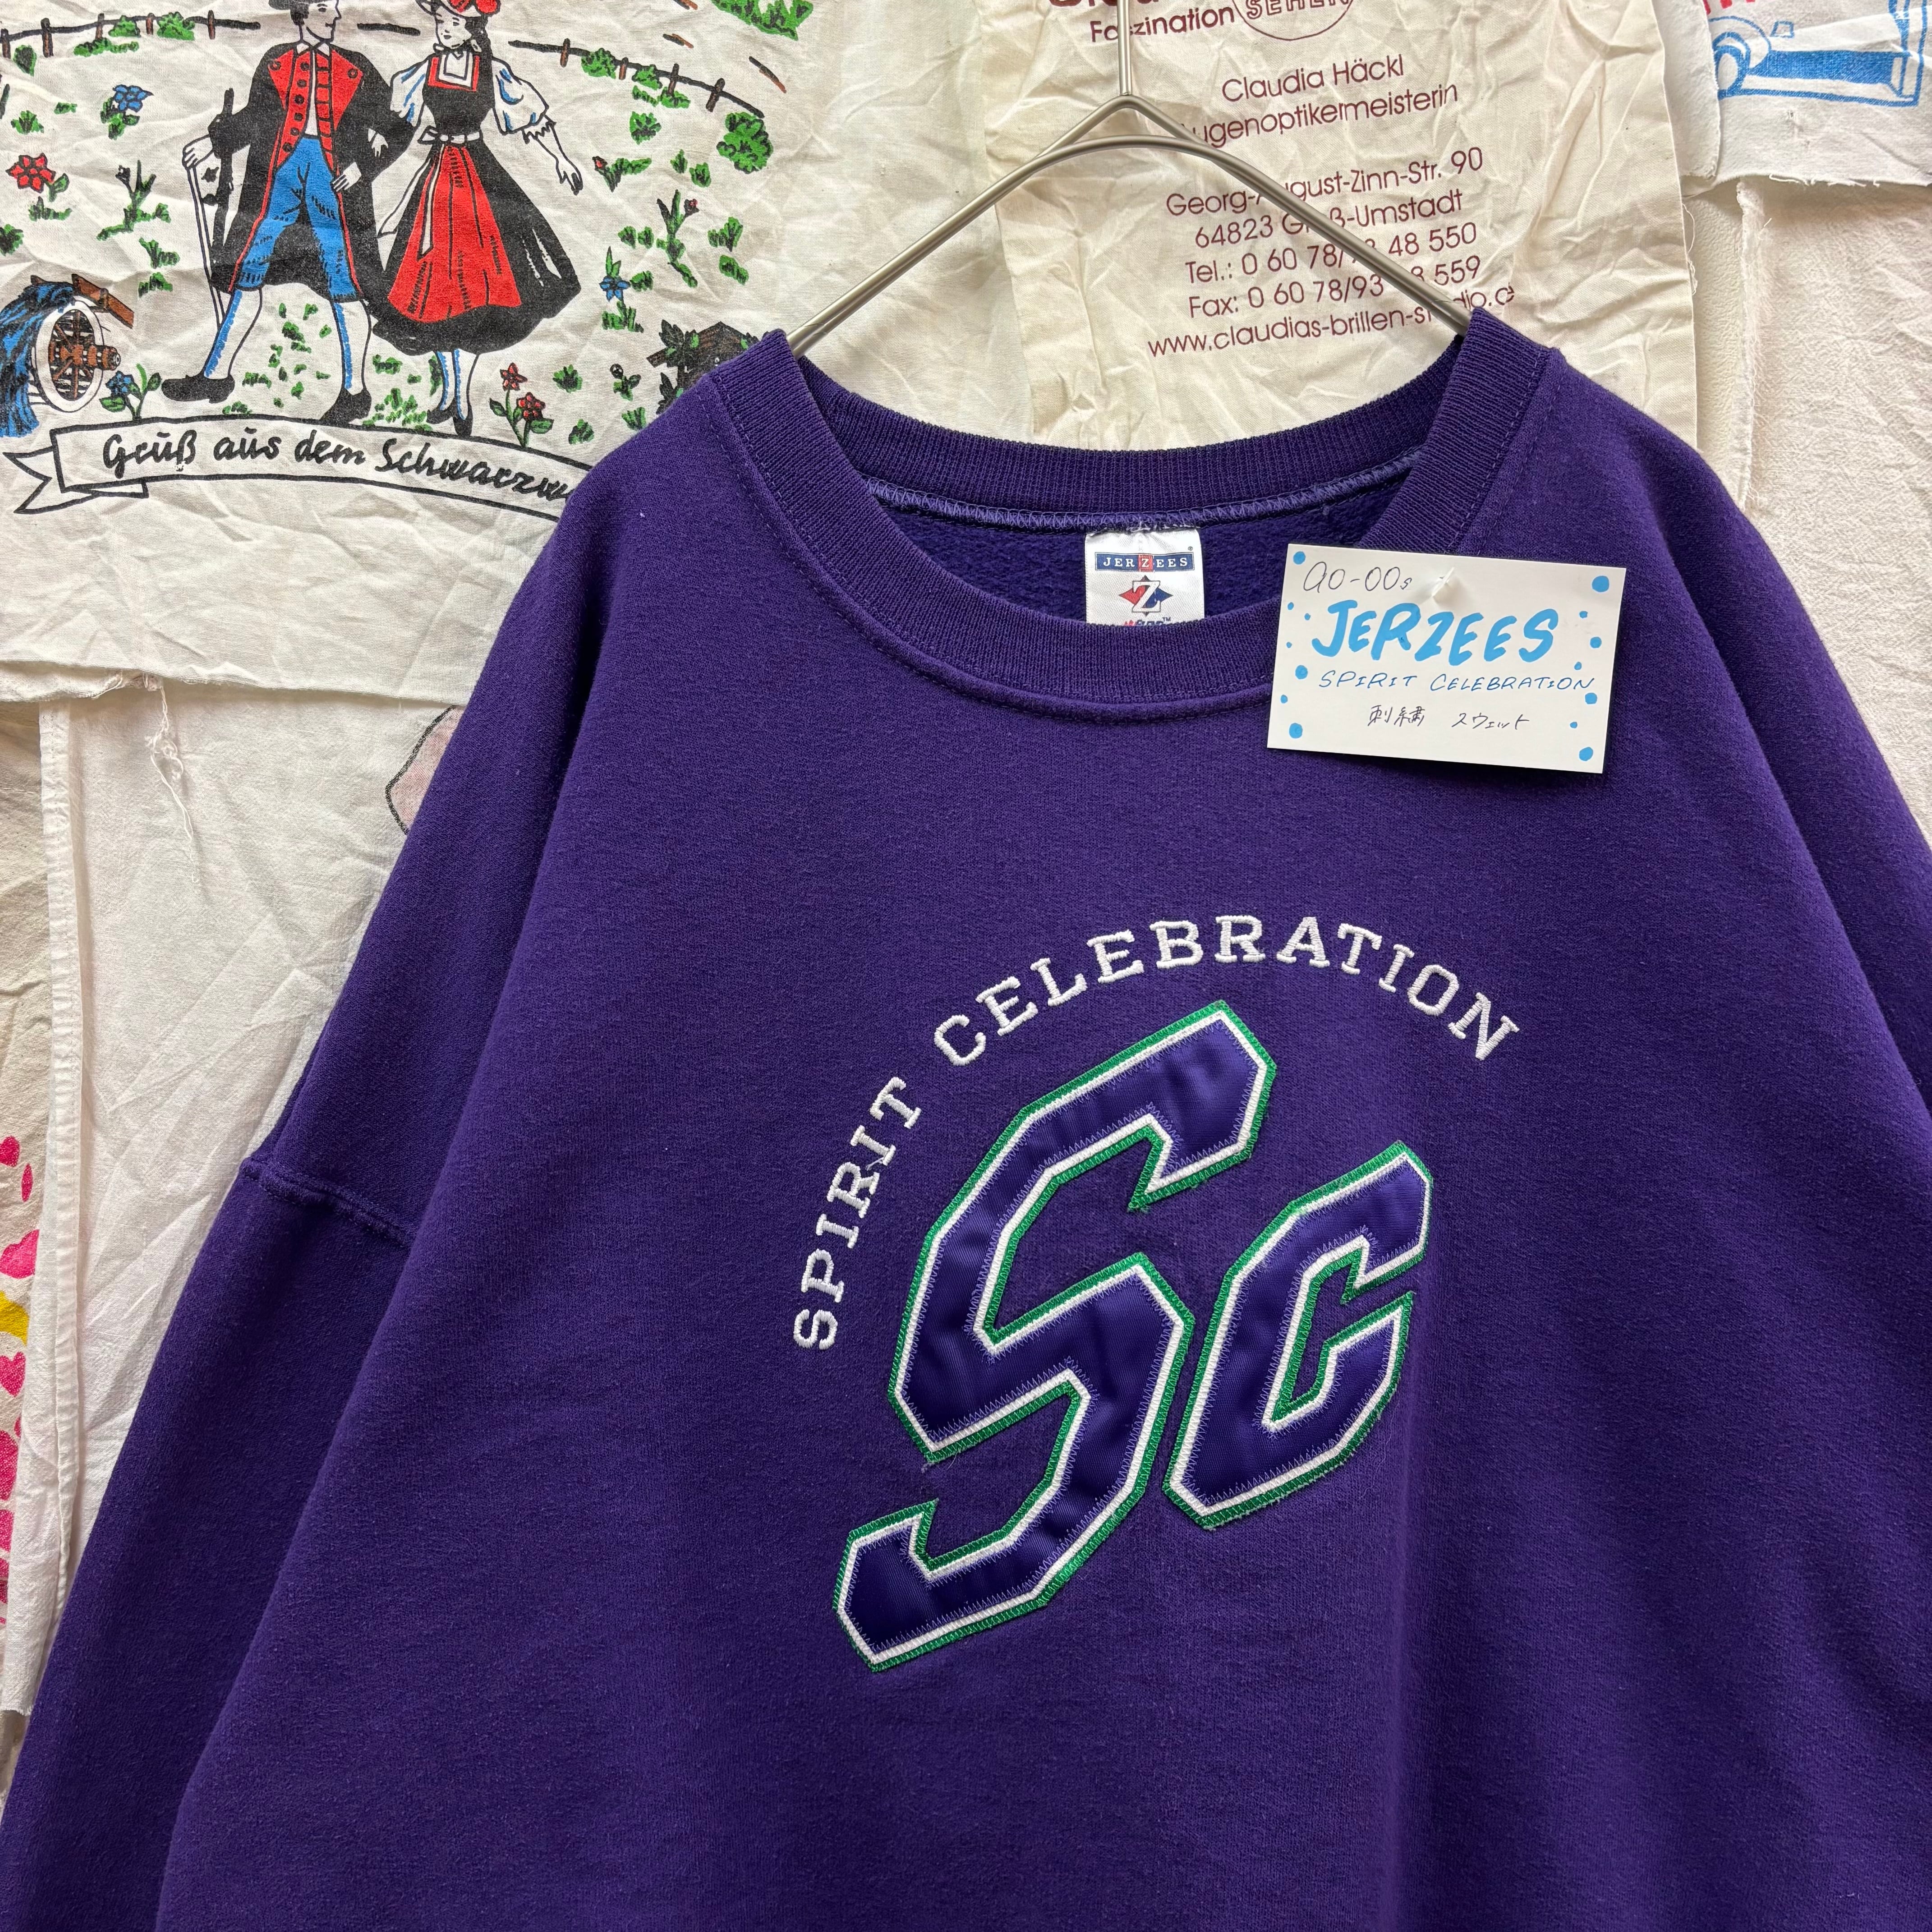 Faszination
SEHEN
Claudia Häckl
Augenoptikermeisterin
Georg-August-Zinn-Str. 90
64823 Groß-Umstadt
Tel.: 0 60 78/ 48 550
Fax: 0 60 78/93 559
www.claudias-brillen-st
Gruß aus dem Schwarzw
JERZEES®
Z
90-00s
JERZEES
SPIRIT CELEBRATION
刺繍 スウェット
SPIRIT CELEBRATION
SC